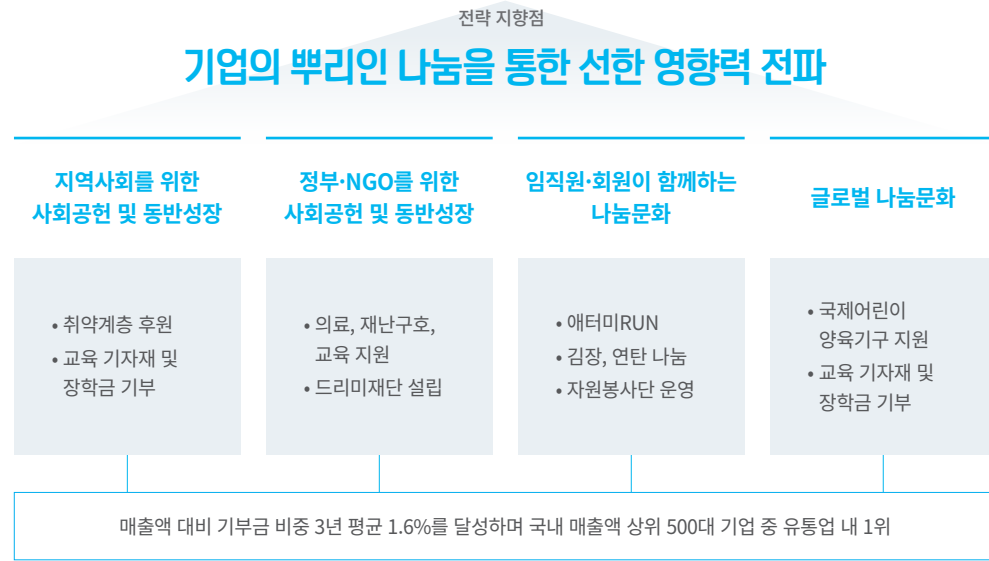 전략 지향점
기업의 뿌리인 나눔을 통한 선한 영향력 전파
지역사회를 위한
사회공헌 및 동반성장
• 취약계층 후원
• 교육 기자재 및
장학금 기부
정부·NGO를 위한
사회공헌 및 동반성장
• 의료, 재난구호,
교육 지원
• 드리미재단 설립
임직원·회원이 함께하는
나눔문화
• 애터미RUN
• 김장, 연탄 나눔
• 자원봉사단 운영
글로벌 나눔문화
• 국제어린이
양육기구 지원
• 교육 기자재 및
장학금 기부
매출액 대비 기부금 비중 3년 평균 1.6%를 달성하며 국내 매출액 상위 500대 기업 중 유통업 내 1위